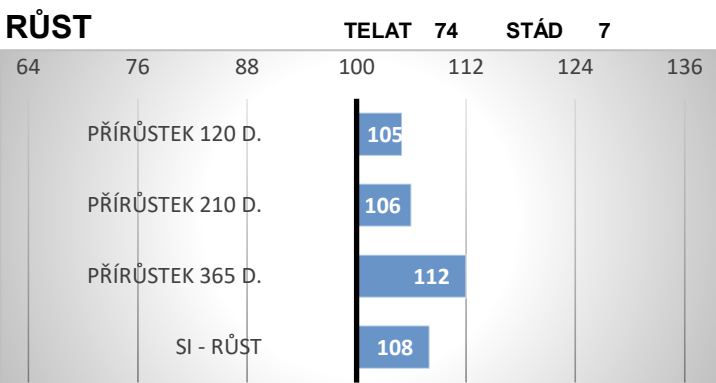 RŮST TELAT 74 STÁD 7
64 76 88 100 112 124 136
PŘÍRŮSTEK 120 D. 105
PŘÍRŮSTEK 210 D. 106
PŘÍRŮSTEK 365 D. 112
SI - RŮST 108